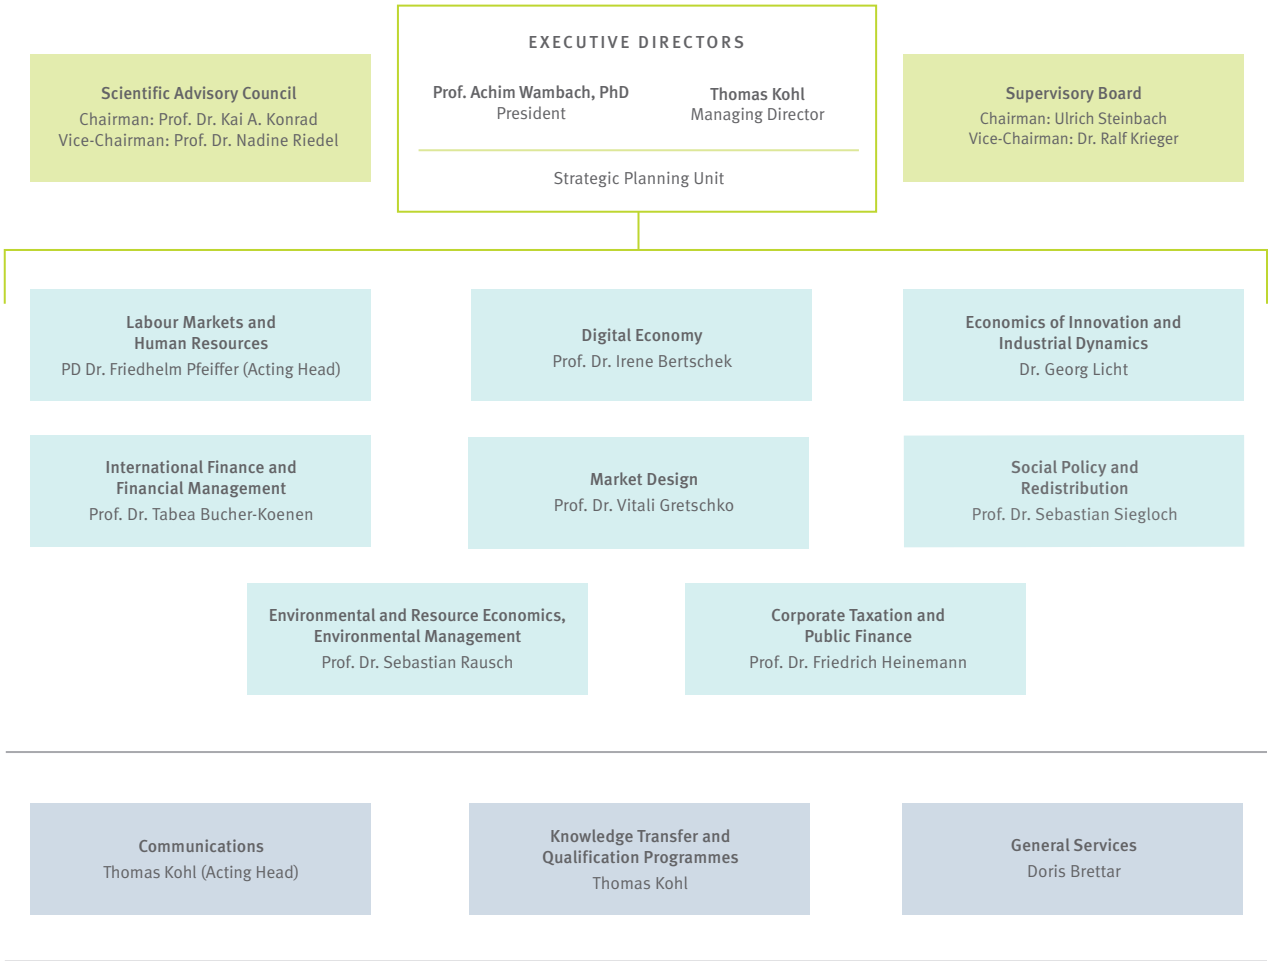 EXECUTIVE DIRECTORS
Prof. Achim Wambach, PhD
President
Thomas Kohl
Managing Director
Strategic Planning Unit
Scientific Advisory Council
Chairman: Prof. Dr. Kai A. Konrad
Vice-Chairman: Prof. Dr. Nadine Riedel
Supervisory Board
Chairman: Ulrich Steinbach
Vice-Chairman: Dr. Ralf Krieger
Labour Markets and
Human Resources
PD Dr. Friedhelm Pfeiffer (Acting Head)
Digital Economy
Prof. Dr. Irene Bertschek
Economics of Innovation and
Industrial Dynamics
Dr. Georg Licht
International Finance and
Financial Management
Prof. Dr. Tabea Bucher-Koenen
Market Design
Prof. Dr. Vitali Gretschko
Social Policy and
Redistribution
Prof. Dr. Sebastian Siegloch
Environmental and Resource Economics,
Environmental Management
Prof. Dr. Sebastian Rausch
Corporate Taxation and
Public Finance
Prof. Dr. Friedrich Heinemann
Communications
Thomas Kohl (Acting Head)
Knowledge Transfer and
Qualification Programmes
Thomas Kohl
General Services
Doris Brettar